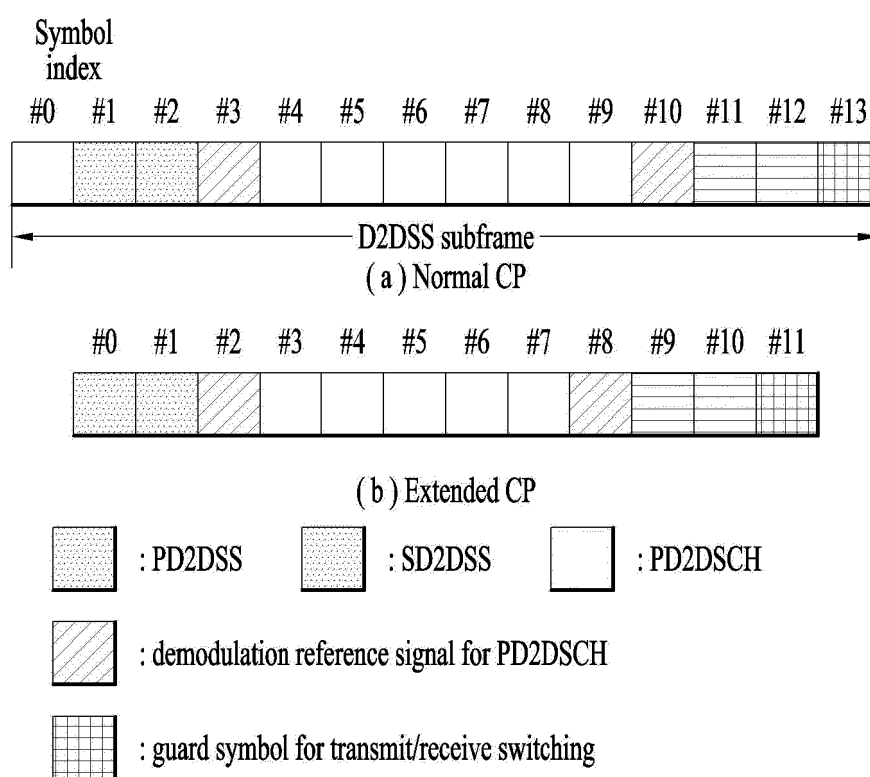 Symbol
index
#0 #1 #2 #3 #4 #5 #6 #7 #8 #9 #10 #11 #12 #13
D2DSS subframe
( a ) Normal CP
#0 #1 #2 #3 #4 #5 #6 #7 #8 #9 #10 #11
( b ) Extended CP
: PD2DSS : SD2DSS : PD2DSCH
: demodulation reference signal for PD2DSCH
: guard symbol for transmit/receive switching